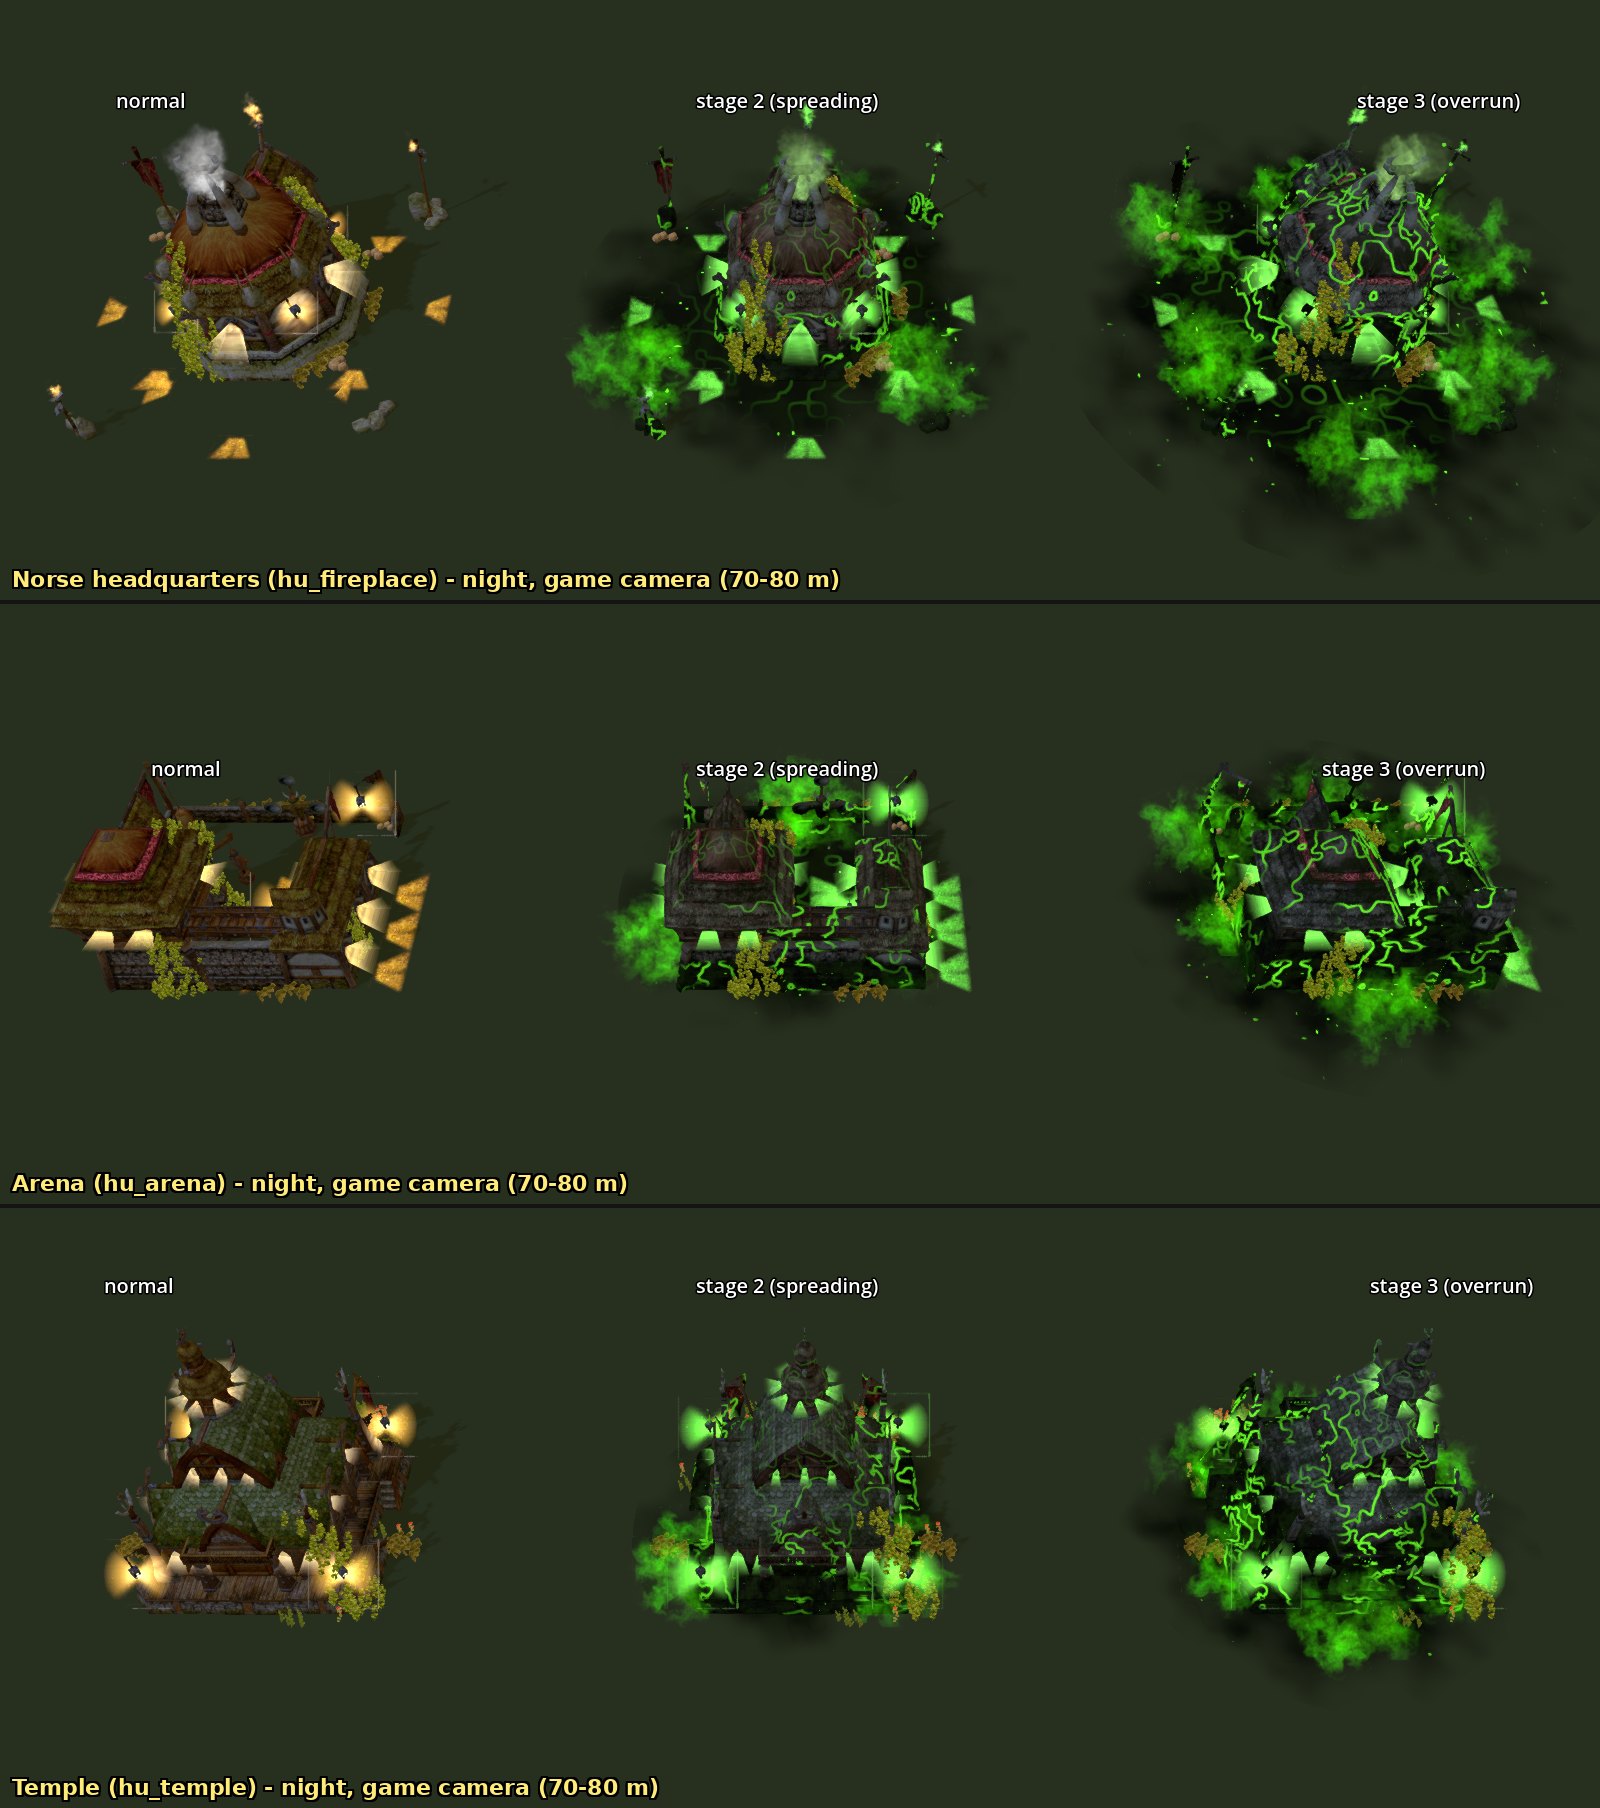 normal
stage 2 (spreading)
stage 3 (overrun)
Norse headquarters (hu_fireplace) - night, game camera (70-80 m)
normal
stage 2 (spreading)
stage 3 (overrun)
Arena (hu_arena) - night, game camera (70-80 m)
normal
stage 2 (spreading)
stage 3 (overrun)
Temple (hu_temple) - night, game camera (70-80 m)